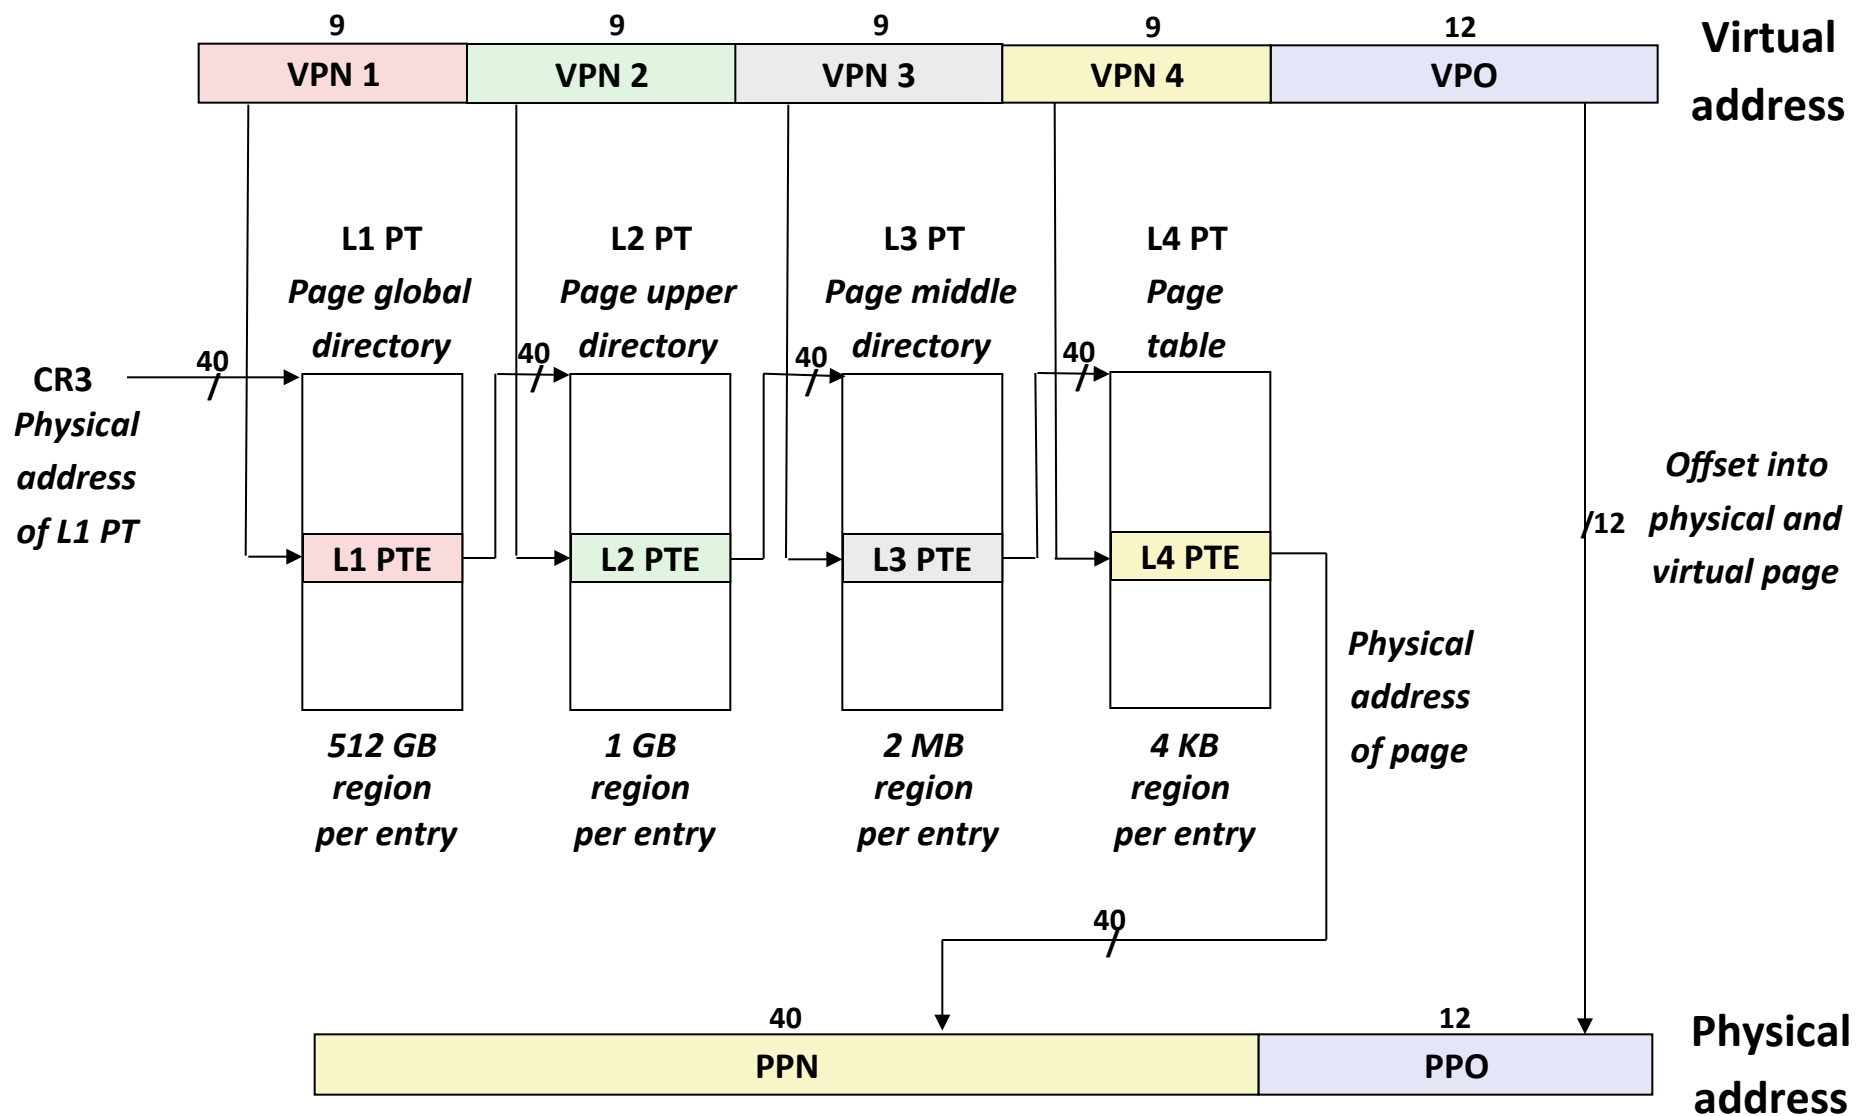 9 9 9 9 12
VPN 1 VPN 2 VPN 3 VPN 4 VPO
Virtual
address
L1 PT
Page global
directory
L2 PT
Page upper
directory
L3 PT
Page middle
directory
L4 PT
Page
table
40
40
40
40
CR3
Physical
address
of L1 PT
L1 PTE
L2 PTE
L3 PTE
L4 PTE
/12
Offset into
physical and
virtual page
512 GB
region
per entry
1 GB
region
per entry
2 MB
region
per entry
4 KB
region
per entry
Physical
address
of page
40
40 12
PPN PPO
Physical
address